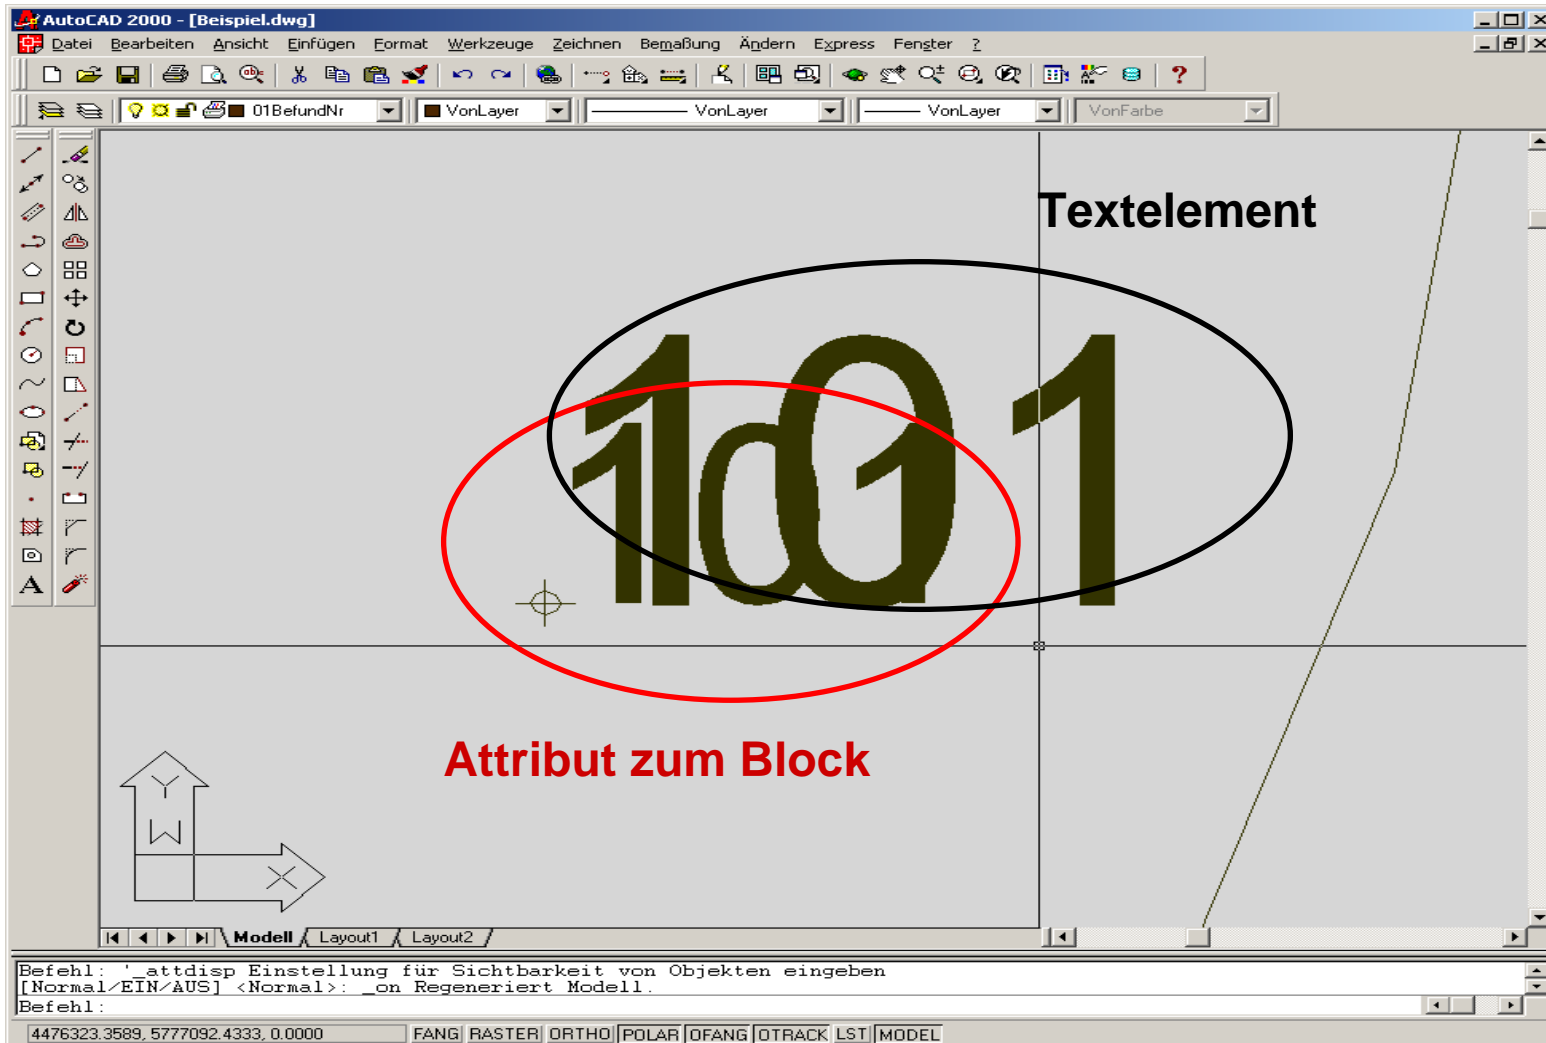 AutoCAD 2000 - [Beispiel.dwg]
Datei Bearbeiten Ansicht Einfügen Format Werkzeuge Zeichnen Bemaßung Ändern Express Fenster ?
01BefundNr VonLayer VonLayer VonLayer VonFarbe
Textelement
101
101
Attribut zum Block
Y
W
X
Modell Layout1 Layout2
Befehl: '_attdisp Einstellung für Sichtbarkeit von Objekten eingeben
[Normal/EIN/AUS] <Normal>: _on Regeneriert Modell.
Befehl:
4476323.3589, 5777092.4333, 0.0000 FANG RASTER ORTHO POLAR OFANG OTRACK LST MODEL